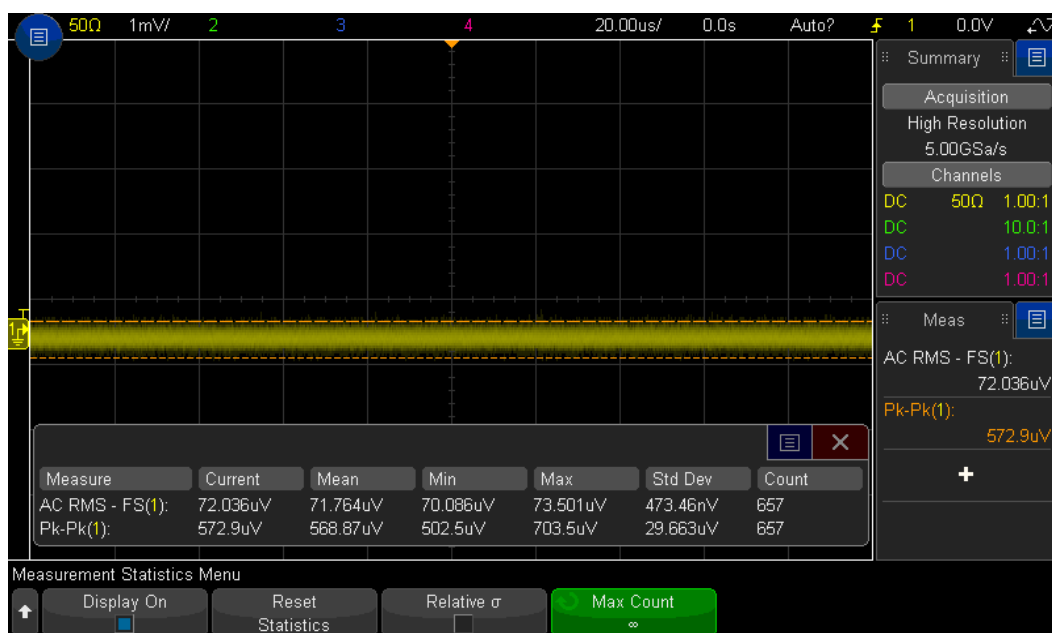 50Ω 1mV/ 2 3 4 20.00us/ 0.0s Auto? 1 0.0V
Summary
Acquisition
High Resolution
5.00GSa/s
Channels
DC 50Ω 1.00:1
DC 10.0:1
DC 1.00:1
DC 1.00:1
T
1
Meas
AC RMS - FS(1):
72.036uV
Pk-Pk(1):
572.9uV
Measure Current Mean Min Max Std Dev Count
AC RMS - FS(1): 72.036uV 71.764uV 70.086uV 73.501uV 473.46nV 657
Pk-Pk(1): 572.9uV 568.87uV 502.5uV 703.5uV 29.663uV 657
Measurement Statistics Menu
Display On
Reset
Statistics
Relative σ
Max Count
∞